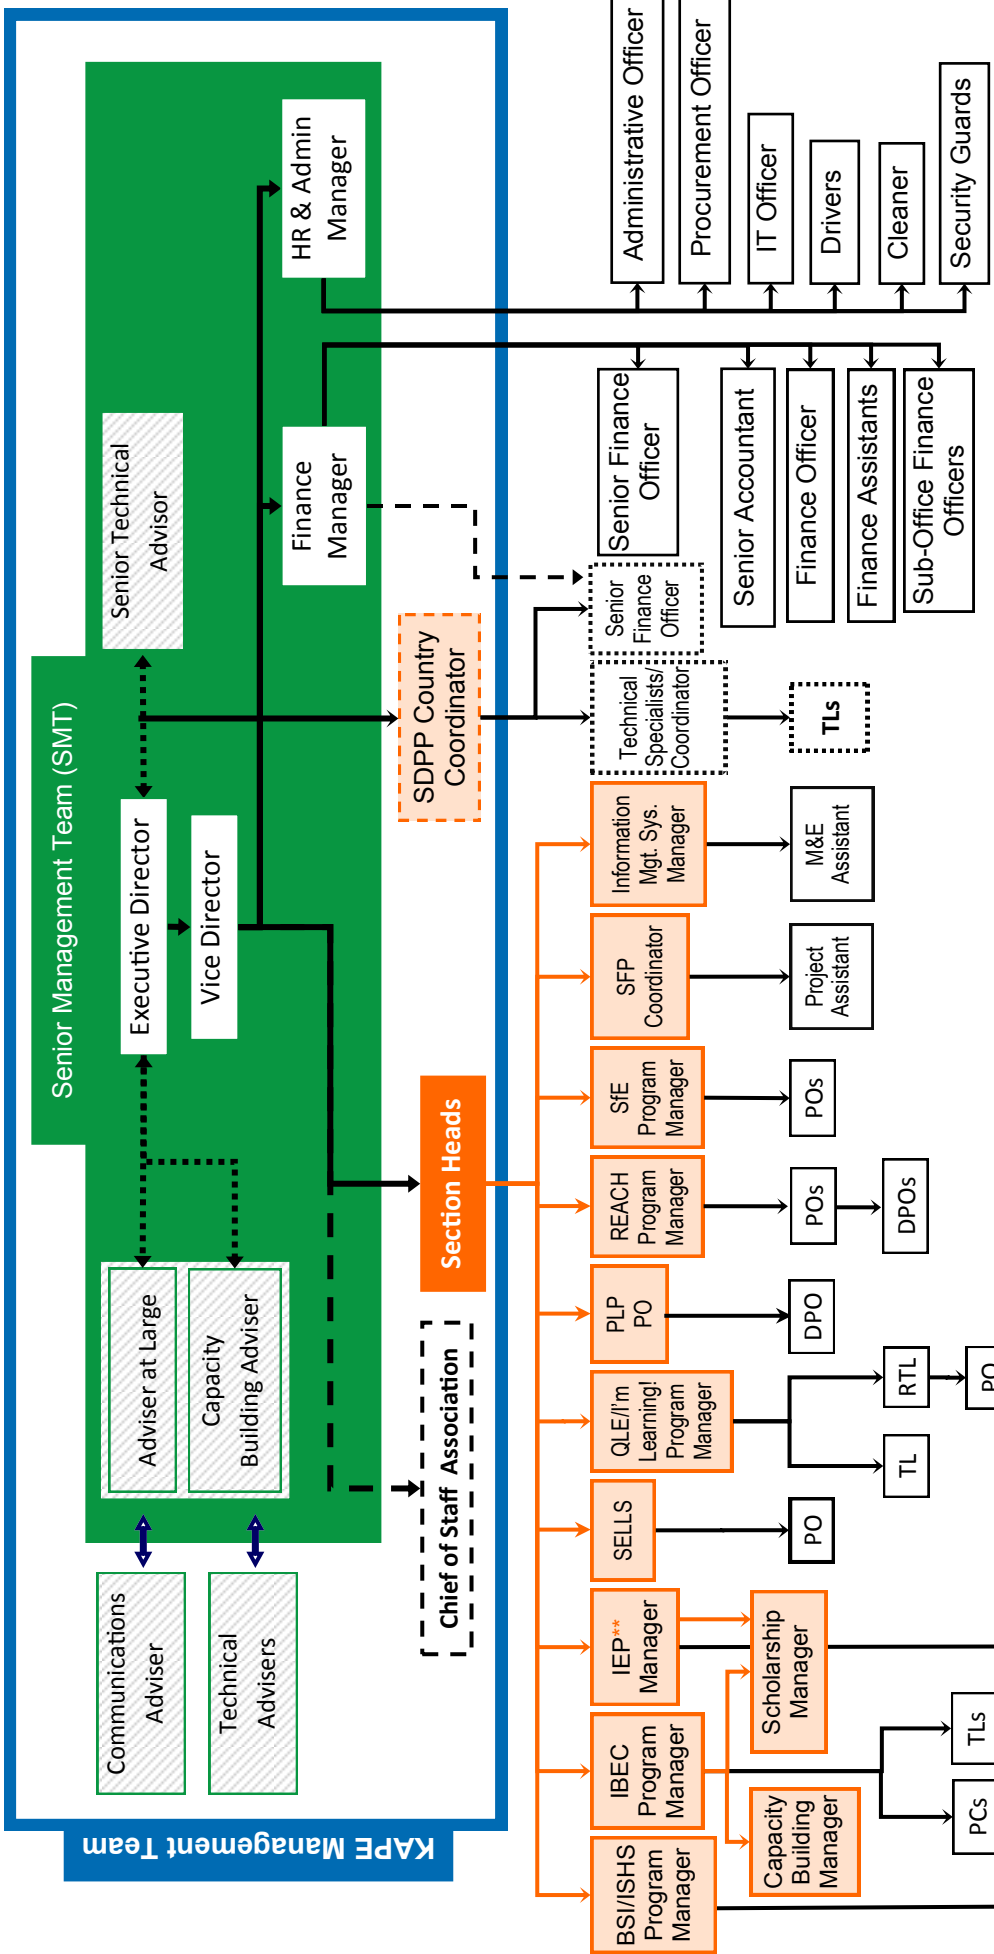 KAPE Management Team
Senior Management Team (SMT)
Communications
Adviser
Technical
Advisers
Adviser at Large
Capacity
Building Adviser
Executive Director
Vice Director
Senior Technical
Advisor
Finance
Manager
HR & Admin
Manager
Chief of Staff Association
Section Heads
SDPP Country
Coordinator
BSI/ISHS
Program
Manager
IBEC
Program
Manager
IEP**
Manager
SELLS
QLE/I'm
Learning!
Program
Manager
PLP
PO
REACH
Program
Manager
SfE
Program
Manager
SFP
Coordinator
Information
Mgt. Sys.
Manager
Technical
Specialists/
Coordinator
Senior
Finance
Officer
Senior Finance
Officer
Senior Accountant
Finance Officer
Finance Assistants
Sub-Office Finance
Officers
Administrative Officer
Procurement Officer
IT Officer
Drivers
Cleaner
Security Guards
Capacity
Building
Manager
Scholarship
Manager
PO
DPO
POs
POs
Project
Assistant
M&E
Assistant
TLs
PCs
TLs
TL
RTL
DPOs
PO